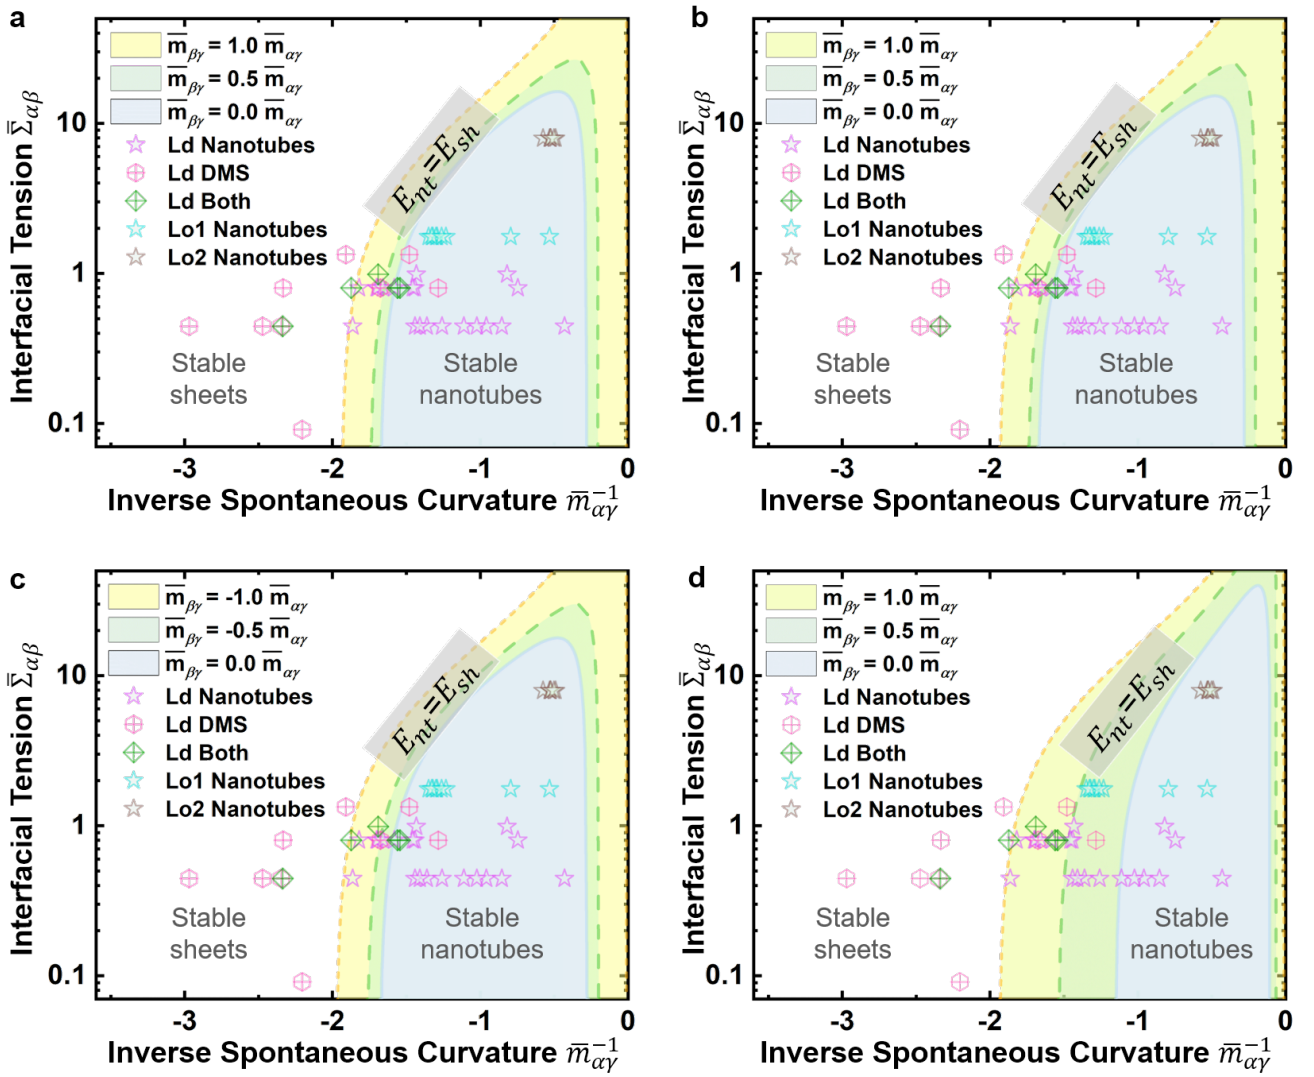 a
m̅βγ = 1.0 m̅αγ
m̅βγ = 0.5 m̅αγ
m̅βγ = 0.0 m̅αγ
Ld Nanotubes
Ld DMS
Ld Both
Lo1 Nanotubes
Lo2 Nanotubes
Ent=Esh
Stable
sheets
Stable
nanotubes
10
1
0.1
-3
-2
-1
0
Interfacial Tension Σ̅αβ
Inverse Spontaneous Curvature m̅αγ⁻¹
b
m̅βγ = 1.0 m̅αγ
m̅βγ = 0.5 m̅αγ
m̅βγ = 0.0 m̅αγ
Ld Nanotubes
Ld DMS
Ld Both
Lo1 Nanotubes
Lo2 Nanotubes
Ent=Esh
Stable
sheets
Stable
nanotubes
10
1
0.1
-3
-2
-1
0
Interfacial Tension Σ̅αβ
Inverse Spontaneous Curvature m̅αγ⁻¹
c
m̅βγ = -1.0 m̅αγ
m̅βγ = -0.5 m̅αγ
m̅βγ = 0.0 m̅αγ
Ld Nanotubes
Ld DMS
Ld Both
Lo1 Nanotubes
Lo2 Nanotubes
Ent=Esh
Stable
sheets
Stable
nanotubes
10
1
0.1
-3
-2
-1
0
Interfacial Tension Σ̅αβ
Inverse Spontaneous Curvature m̅αγ⁻¹
d
m̅βγ = 1.0 m̅αγ
m̅βγ = 0.5 m̅αγ
m̅βγ = 0.0 m̅αγ
Ld Nanotubes
Ld DMS
Ld Both
Lo1 Nanotubes
Lo2 Nanotubes
Ent=Esh
Stable
sheets
Stable
nanotubes
10
1
0.1
-3
-2
-1
0
Interfacial Tension Σ̅αβ
Inverse Spontaneous Curvature m̅αγ⁻¹